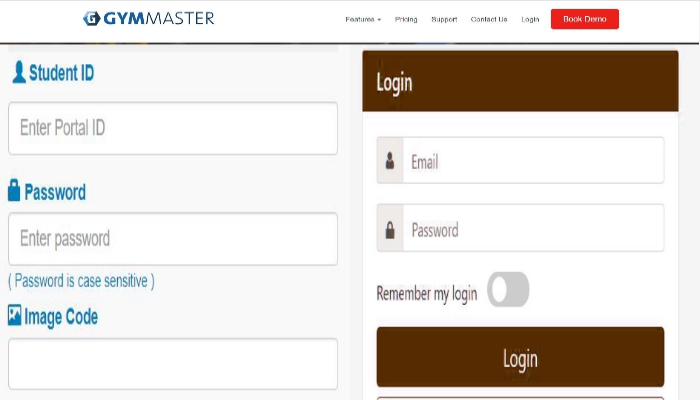 GYMMASTER
Features Pricing Support Contact Us Login Book Demo
Student ID
Enter Portal ID
Password
Enter password
( Password is case sensitive )
Image Code
Login
Email
Password
Remember my login
Login